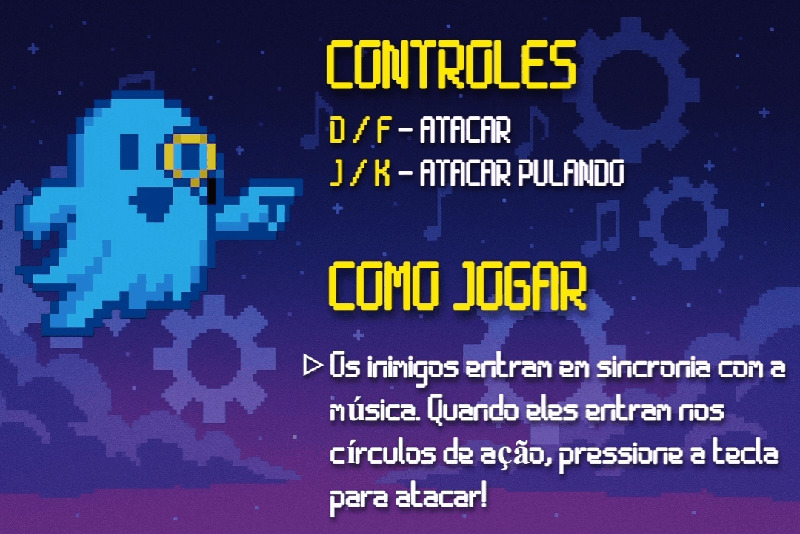 CONTROLES
D / F – ATACAR
J / K – ATACAR PULANDO
COMO JOGAR
Os inimigos entram em sincronia com a
música. Quando eles entram nos
círculos de ação, pressione a tecla
para atacar!